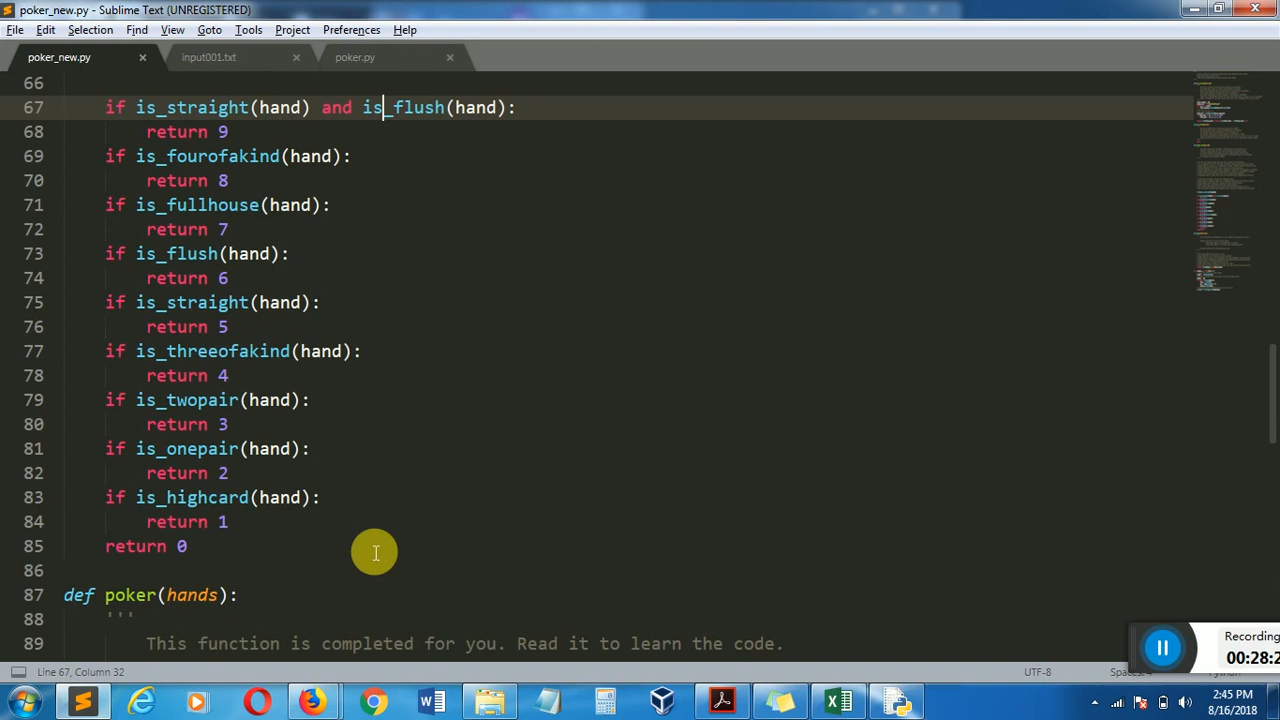 poker_new.py - Sublime Text (UNREGISTERED)
File Edit Selection Find View Goto Tools Project Preferences Help
poker_new.py input001.txt poker.py
66
67 if is_straight(hand) and is_flush(hand):
68 return 9
69 if is_fourofakind(hand):
70 return 8
71 if is_fullhouse(hand):
72 return 7
73 if is_flush(hand):
74 return 6
75 if is_straight(hand):
76 return 5
77 if is_threeofakind(hand):
78 return 4
79 if is_twopair(hand):
80 return 3
81 if is_onepair(hand):
82 return 2
83 if is_highcard(hand):
84 return 1
85 return 0
86
87 def poker(hands):
88 '''
89 This function is completed for you. Read it to learn the code.
Recording
00:28:2
Line 67, Column 32 UTF-8
2:45 PM
8/16/2018